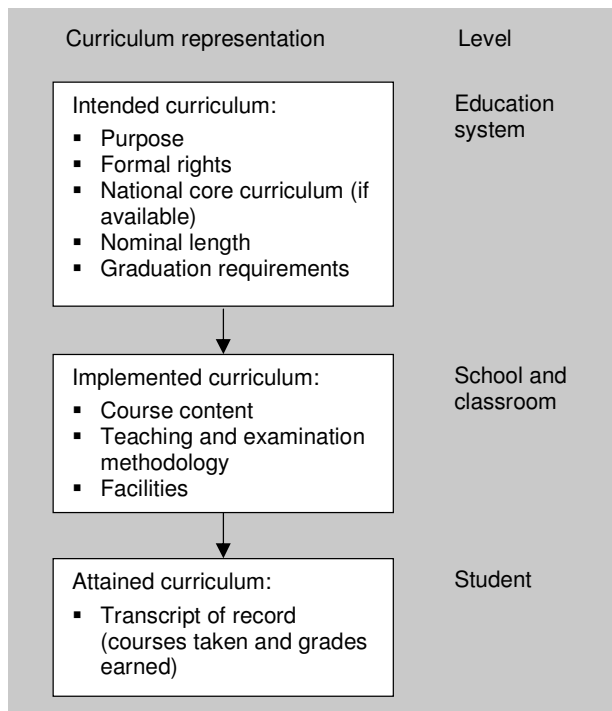 Curriculum representation Level
Intended curriculum:
▪ Purpose
▪ Formal rights
▪ National core curriculum (if
available)
▪ Nominal length
▪ Graduation requirements
Education
system
Implemented curriculum:
▪ Course content
▪ Teaching and examination
methodology
▪ Facilities
School and
classroom
Attained curriculum:
▪ Transcript of record
(courses taken and grades
earned)
Student